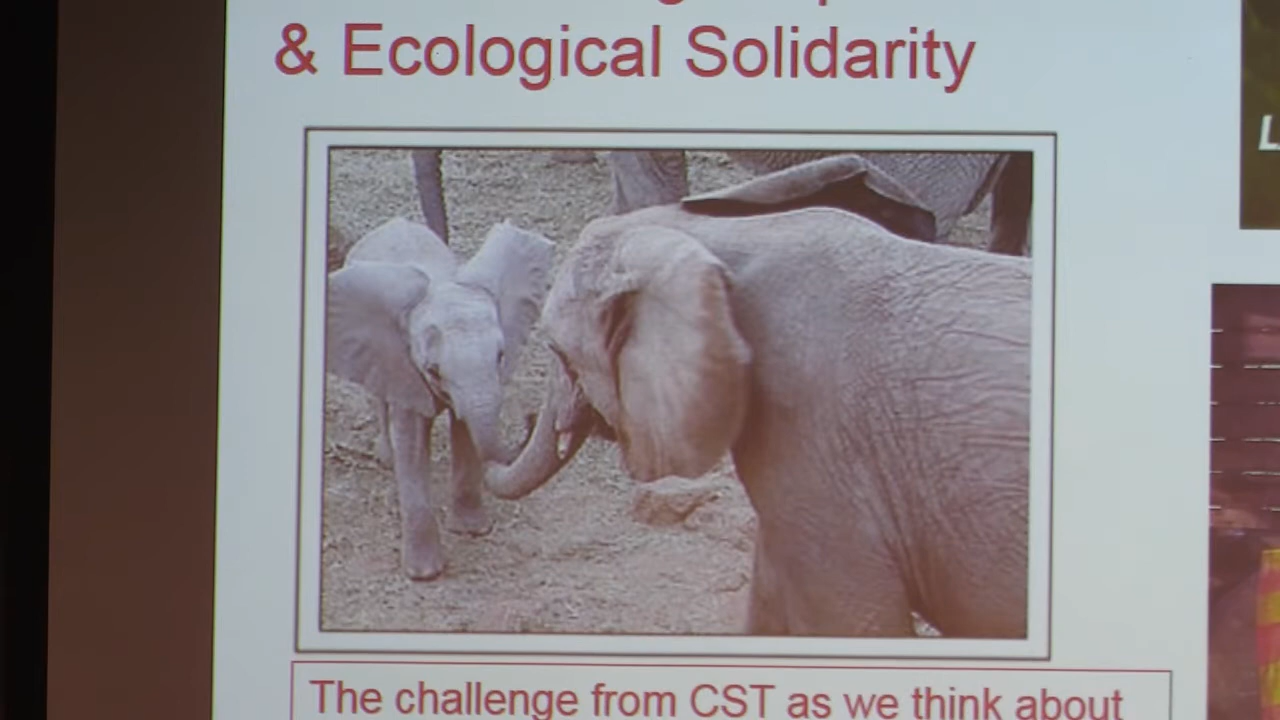 & Ecological Solidarity
The challenge from CST as we think about